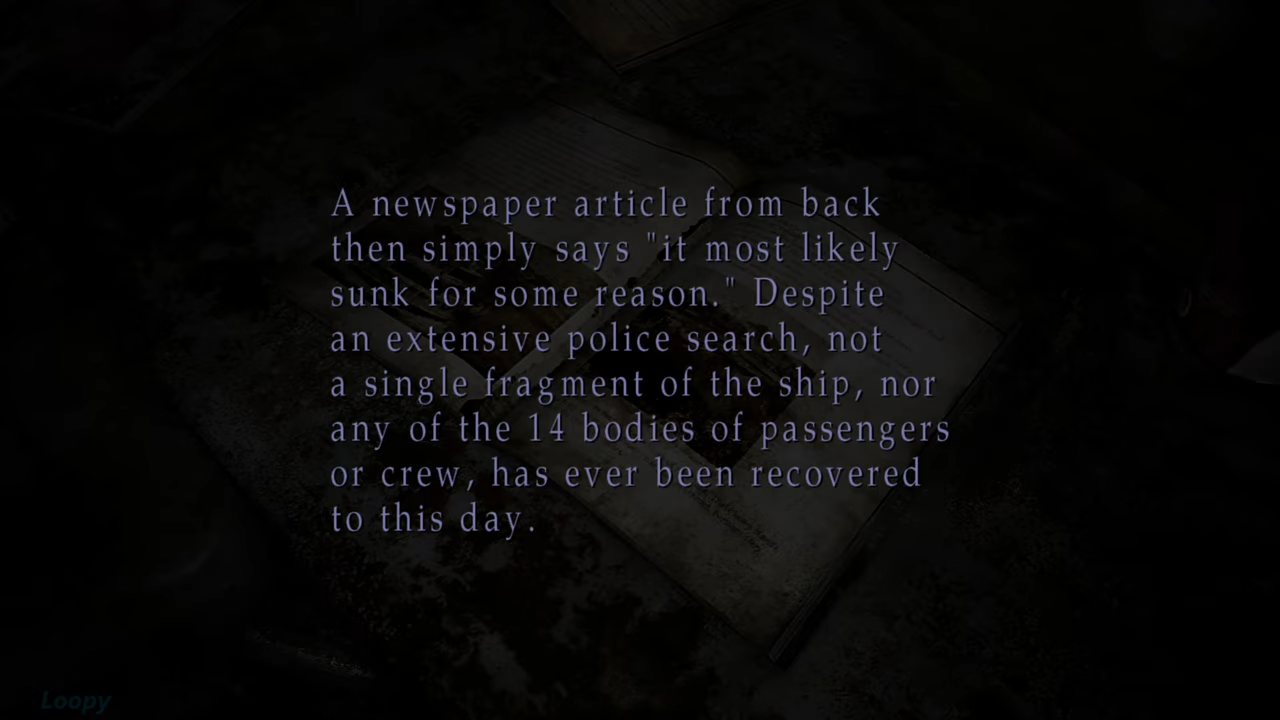 A newspaper article from back
then simply says "it most likely
sunk for some reason." Despite
an extensive police search, not
a single fragment of the ship, nor
any of the 14 bodies of passengers
or crew, has ever been recovered
to this day.
Loopy